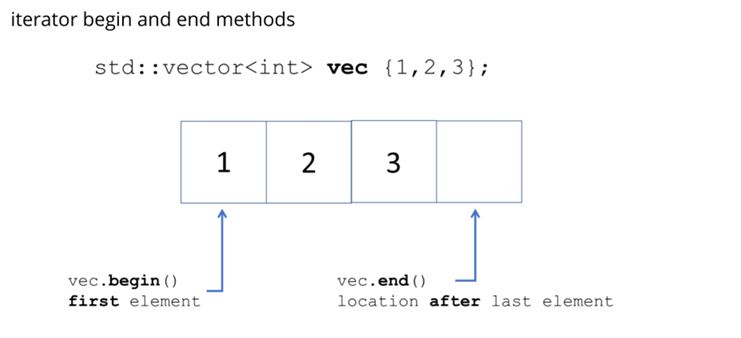 iterator begin and end methods
std::vector<int> vec {1,2,3};
1 2 3
vec.begin()
first element
vec.end()
location after last element